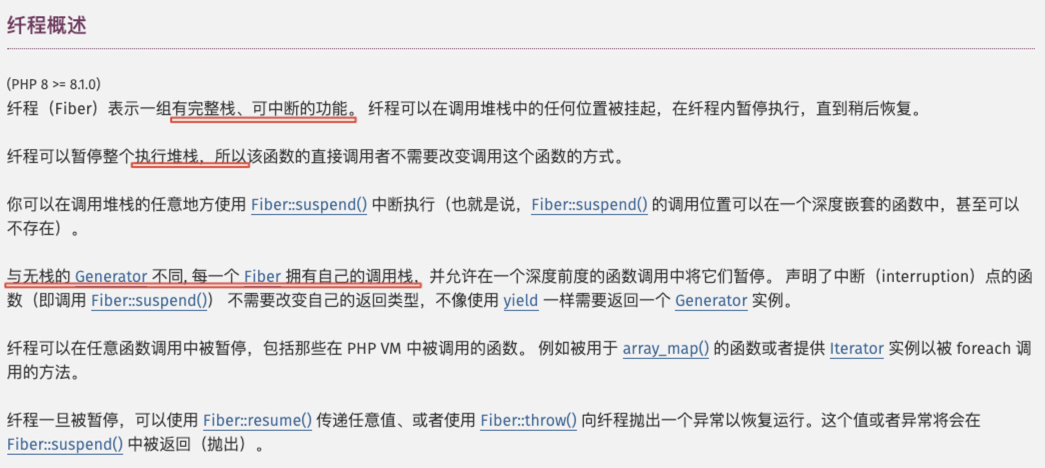 纤程概述
(PHP 8 >= 8.1.0)
纤程（Fiber）表示一组有完整栈、可中断的功能。 纤程可以在调用堆栈中的任何位置被挂起，在纤程内暂停执行，直到稍后恢复。
纤程可以暂停整个执行堆栈，所以该函数的直接调用者不需要改变调用这个函数的方式。
你可以在调用堆栈的任意地方使用 Fiber::suspend() 中断执行（也就是说，Fiber::suspend() 的调用位置可以在一个深度嵌套的函数中，甚至可以
不存在）。
与无栈的 Generator 不同, 每一个 Fiber 拥有自己的调用栈，并允许在一个深度前度的函数调用中将它们暂停。 声明了中断（interruption）点的函
数（即调用 Fiber::suspend()） 不需要改变自己的返回类型，不像使用 yield 一样需要返回一个 Generator 实例。
纤程可以在任意函数调用中被暂停，包括那些在 PHP VM 中被调用的函数。 例如被用于 array_map() 的函数或者提供 Iterator 实例以被 foreach 调
用的方法。
纤程一旦被暂停，可以使用 Fiber::resume() 传递任意值、或者使用 Fiber::throw() 向纤程抛出一个异常以恢复运行。这个值或者异常将会在
Fiber::suspend() 中被返回（抛出）。